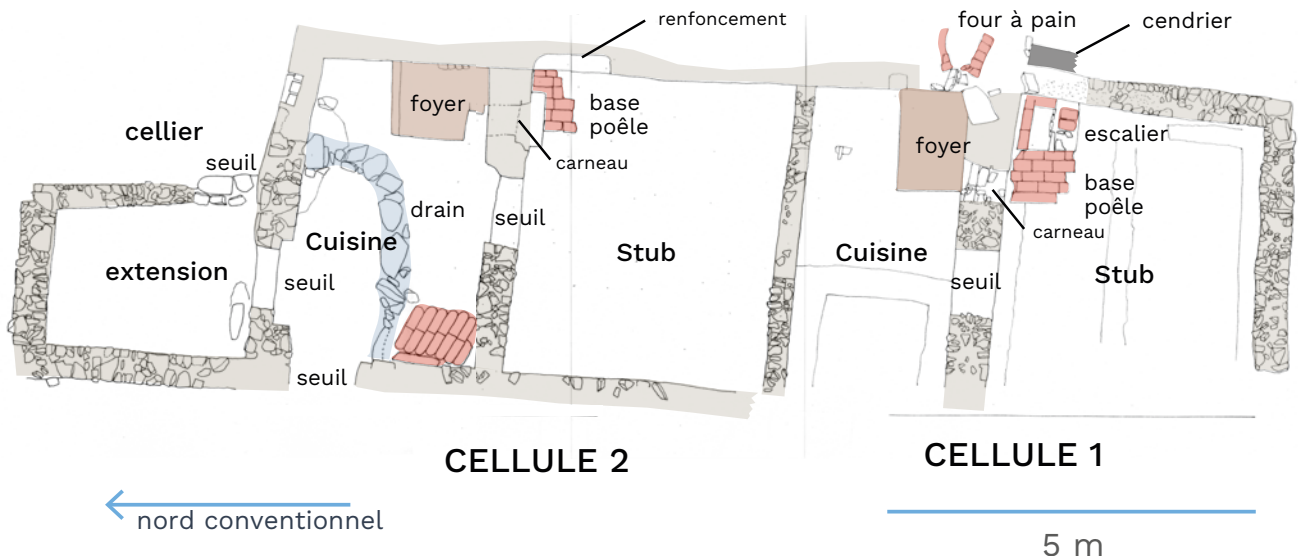 renfoncement
four à pain
cendrier
foyer
base
poêle
carneau
cellier
seuil
drain
seuil
Cuisine
extension
seuil
Stub
seuil
foyer
escalier
base
poêle
carneau
Cuisine
seuil
Stub
CELLULE 2
CELLULE 1
nord conventionnel
5 m